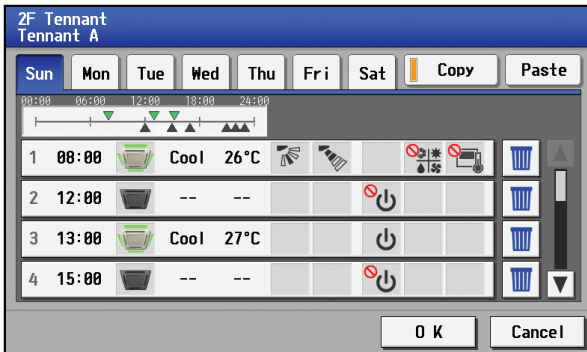 2F Tennant
Tennant A
Sun Mon Tue Wed Thu Fri Sat Copy Paste
00:00 06:00 12:00 18:00 24:00
1 08:00 Cool 26°C
2 12:00 -- --
3 13:00 Cool 27°C
4 15:00 -- --
OK Cancel